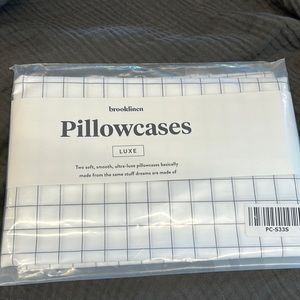 brooklinen
Pillowcases
LUXE
Two soft, smooth, ultra-luxe pillowcases basically
made from the same stuff dreams are made of
PC-S33S